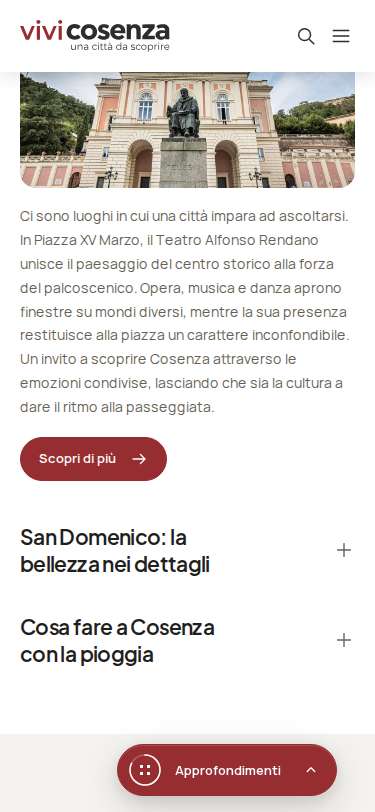 vivicosenza
una città da scoprire
Ci sono luoghi in cui una città impara ad ascoltarsi.
In Piazza XV Marzo, il Teatro Alfonso Rendano
unisce il paesaggio del centro storico alla forza
del palcoscenico. Opera, musica e danza aprono
finestre su mondi diversi, mentre la sua presenza
restituisce alla piazza un carattere inconfondibile.
Un invito a scoprire Cosenza attraverso le
emozioni condivise, lasciando che sia la cultura a
dare il ritmo alla passeggiata.
Scopri di più
San Domenico: la
bellezza nei dettagli
Cosa fare a Cosenza
con la pioggia
Approfondimenti